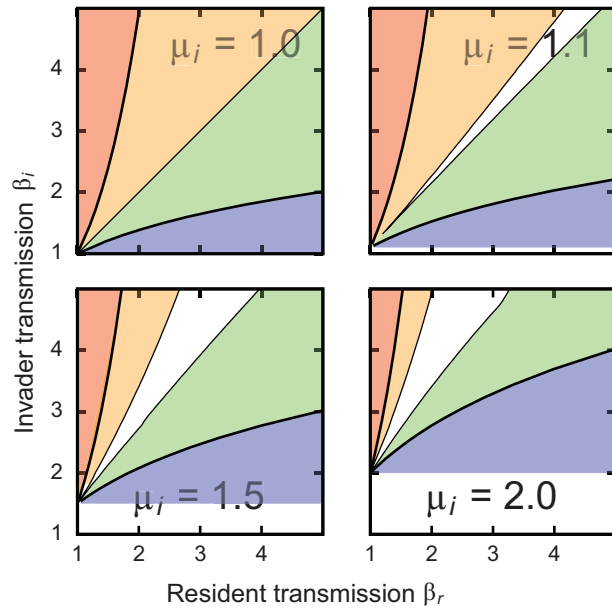 Invader transmission βi
5
4
3
2
1
μi = 1.0
μi = 1.1
4
3
2
1
μi = 1.5
μi = 2.0
1 2 3 4
1 2 3 4
Resident transmission βr